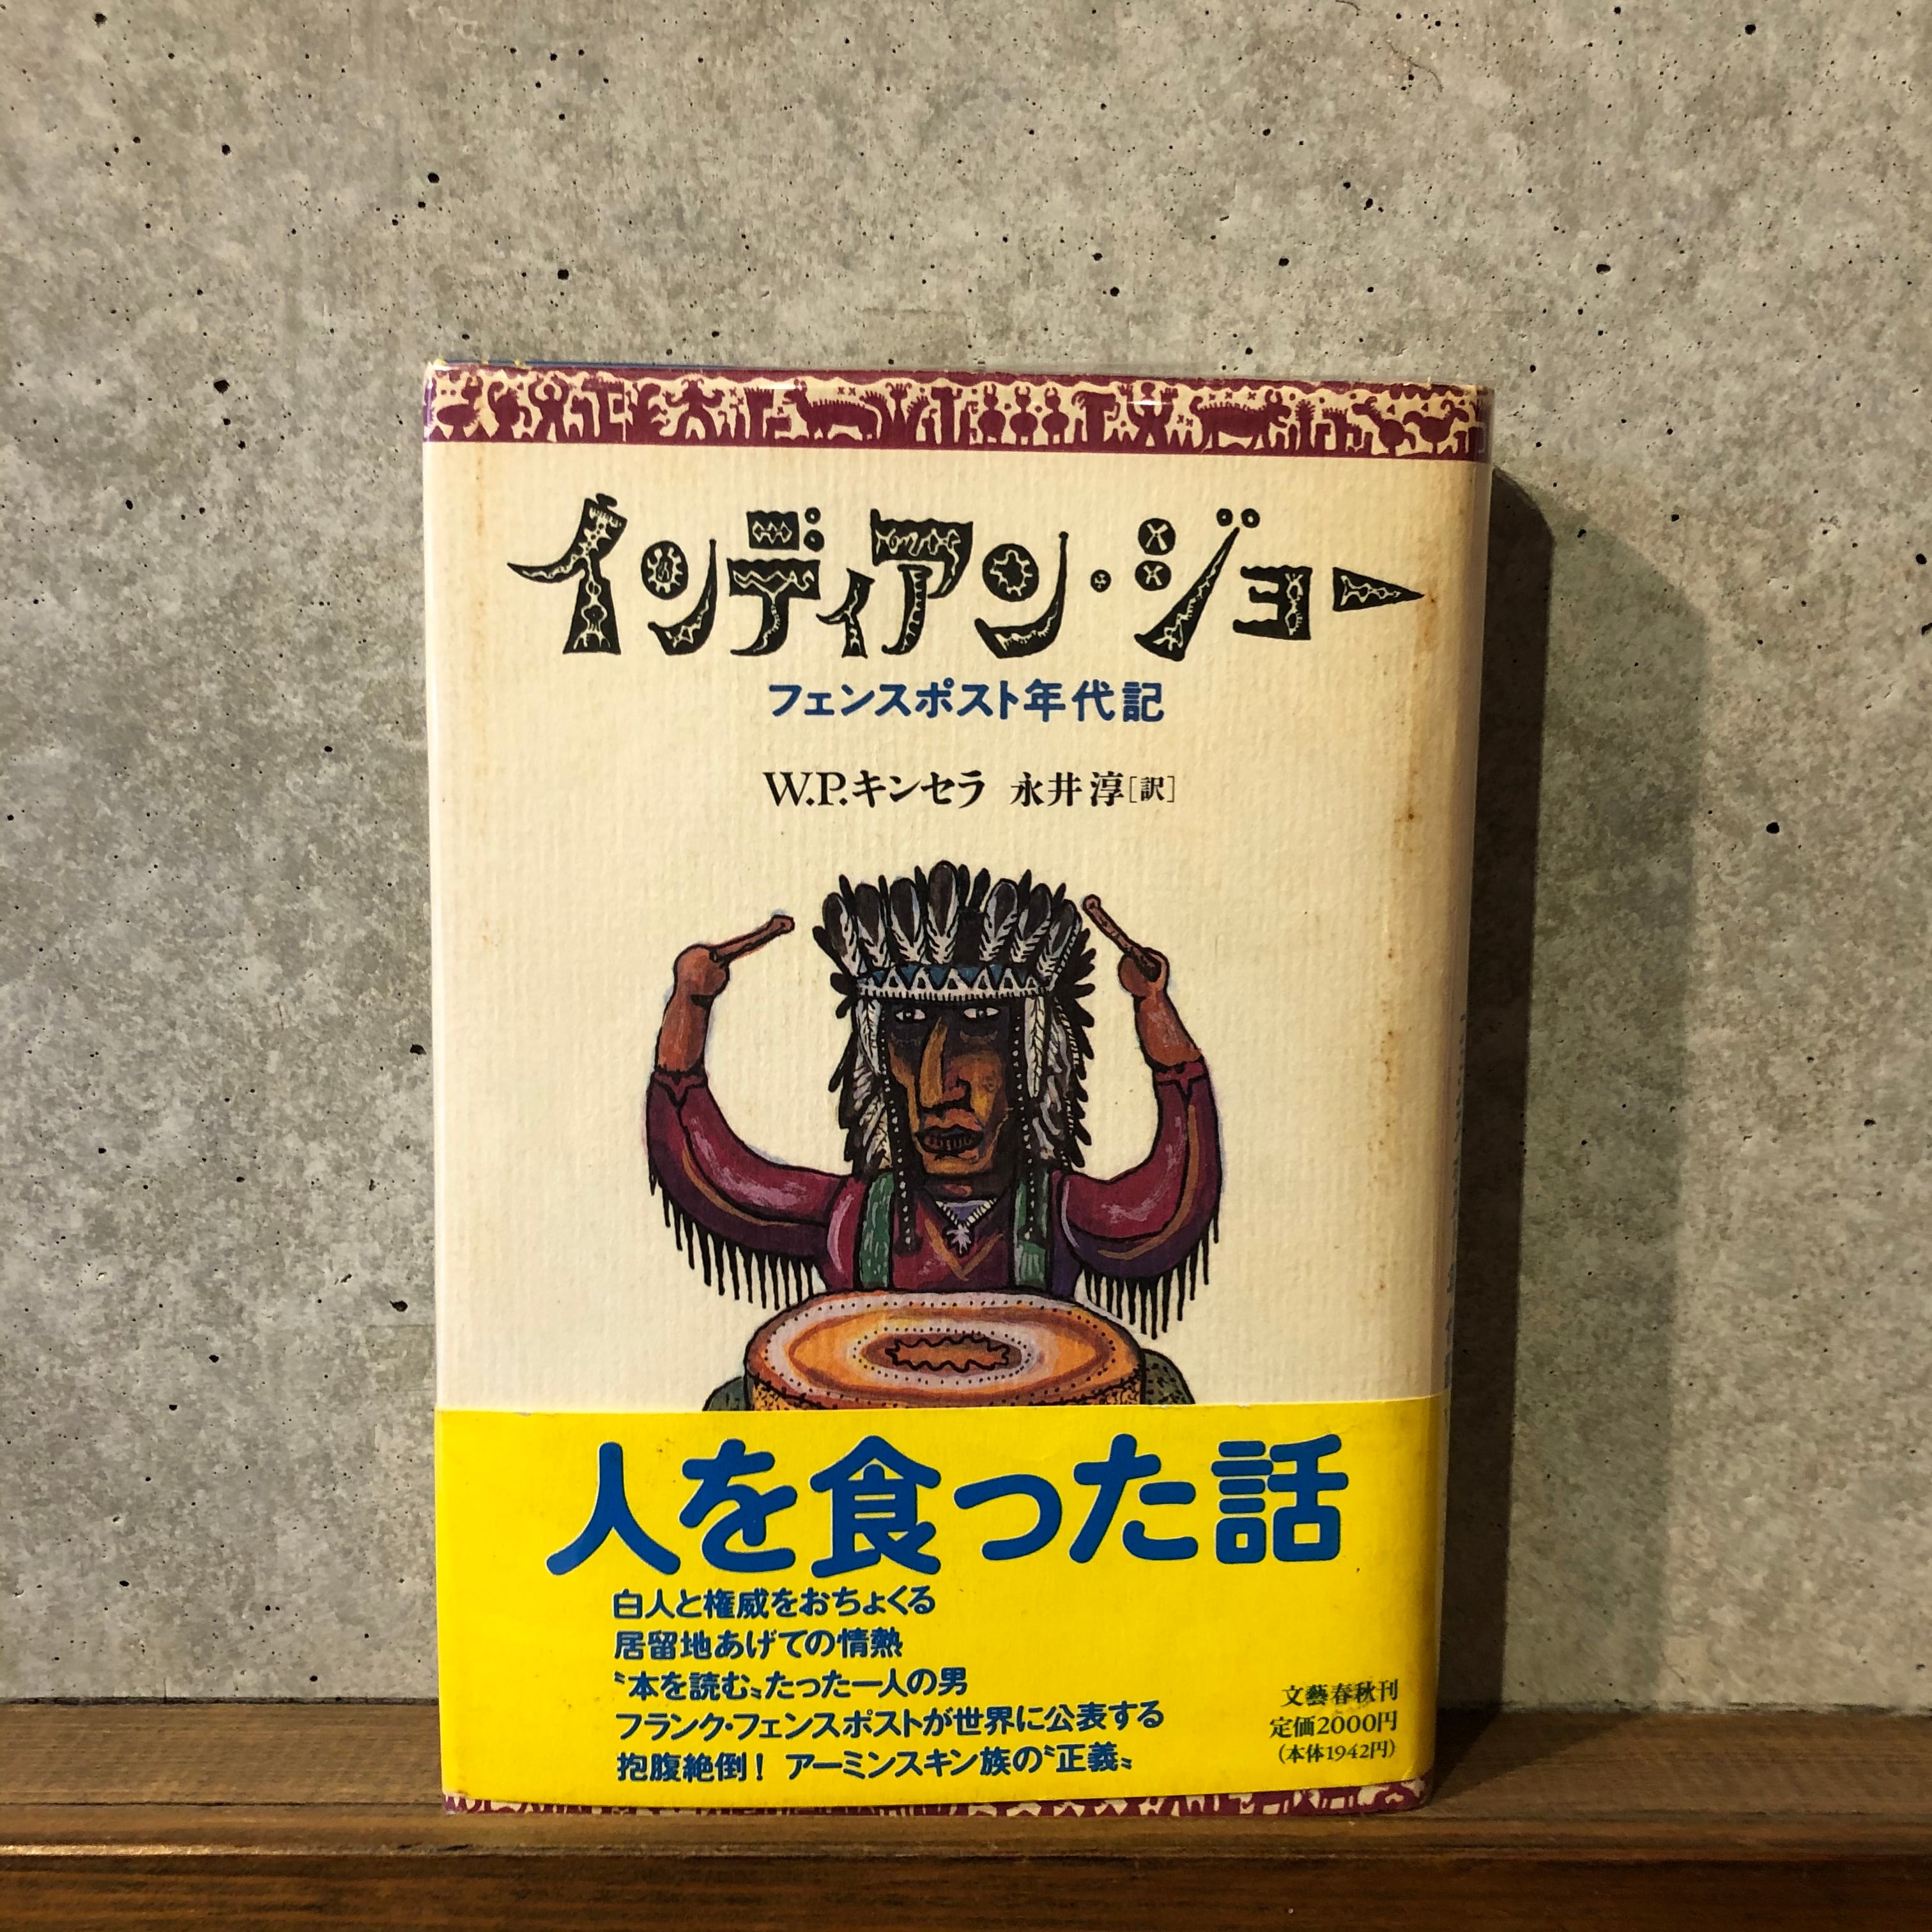 インディアン・ジョー
フェンスポスト年代記
W.P.キンセラ 永井 淳[訳]
人を食った話
白人と権威をおちょくる
居留地あげての情熱
〝本を読む〟たった一人の男
フランク・フェンスポストが世界に公表する
抱腹絶倒! アーミンスキン族の〝正義〟
文藝春秋刊
定価2000円
(本体1942円)